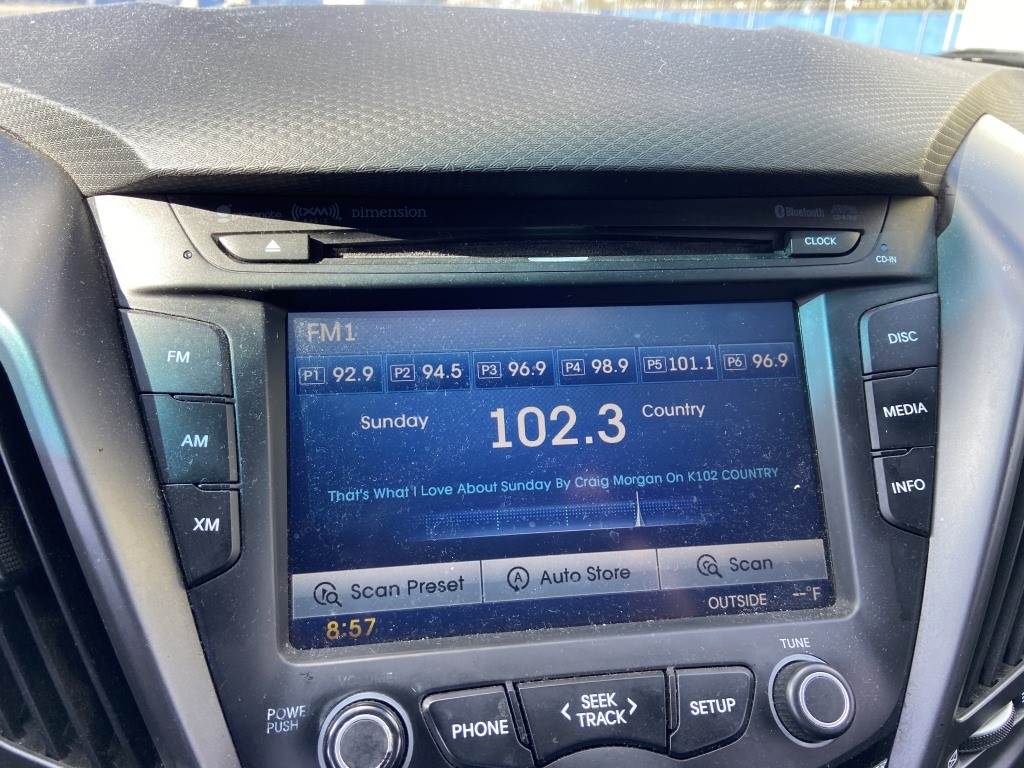 ((XM)) Dimension
Bluetooth
CLOCK
CD-IN
FM
AM
XM
FM1
P1 92.9 P2 94.5 P3 96.9 P4 98.9 P5 101.1 P6 96.9
Sunday 102.3 Country
That's What I Love About Sunday By Craig Morgan On K102 COUNTRY
Scan Preset Auto Store Scan
8:57 OUTSIDE --°F
DISC
MEDIA
INFO
TUNE
POWE
PUSH
PHONE
SEEK
TRACK
SETUP